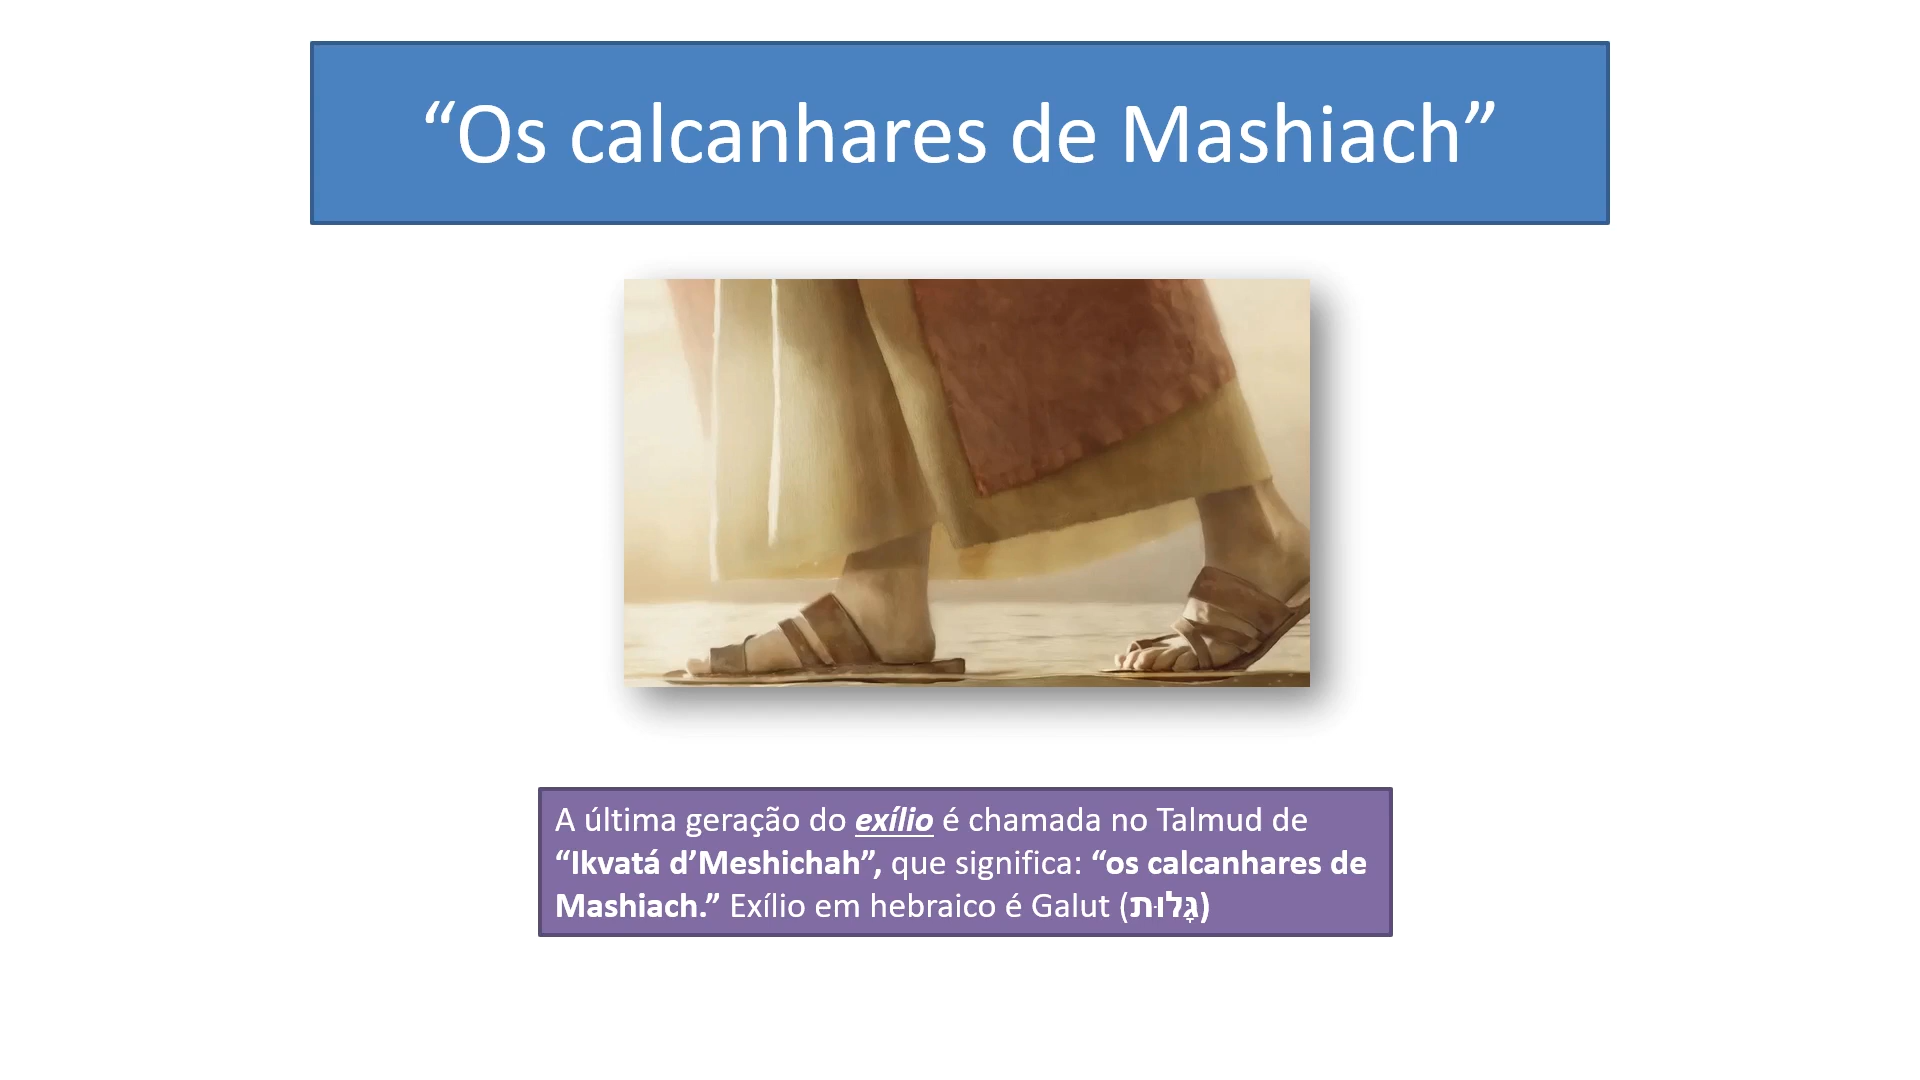 “Os calcanhares de Mashiach”
A última geração do exílio é chamada no Talmud de
“Ikvatá d’Meshichah”, que significa: “os calcanhares de
Mashiach.” Exílio em hebraico é Galut (גָּלוּת)